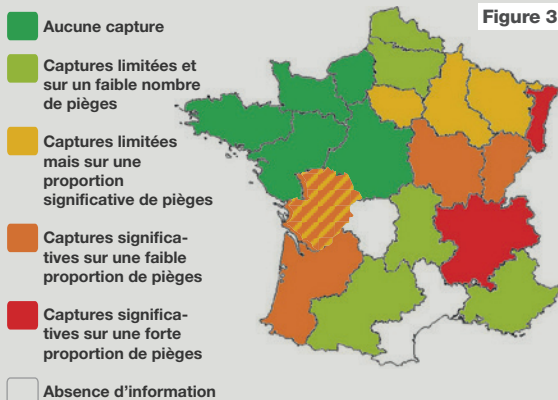 Figure 3
Aucune capture
Captures limitées et
sur un faible nombre
de pièges
Captures limitées
mais sur une
proportion
significative de pièges
Captures significa-
tives sur une faible
proportion de pièges
Captures significa-
tives sur une forte
proportion de pièges
Absence d'information